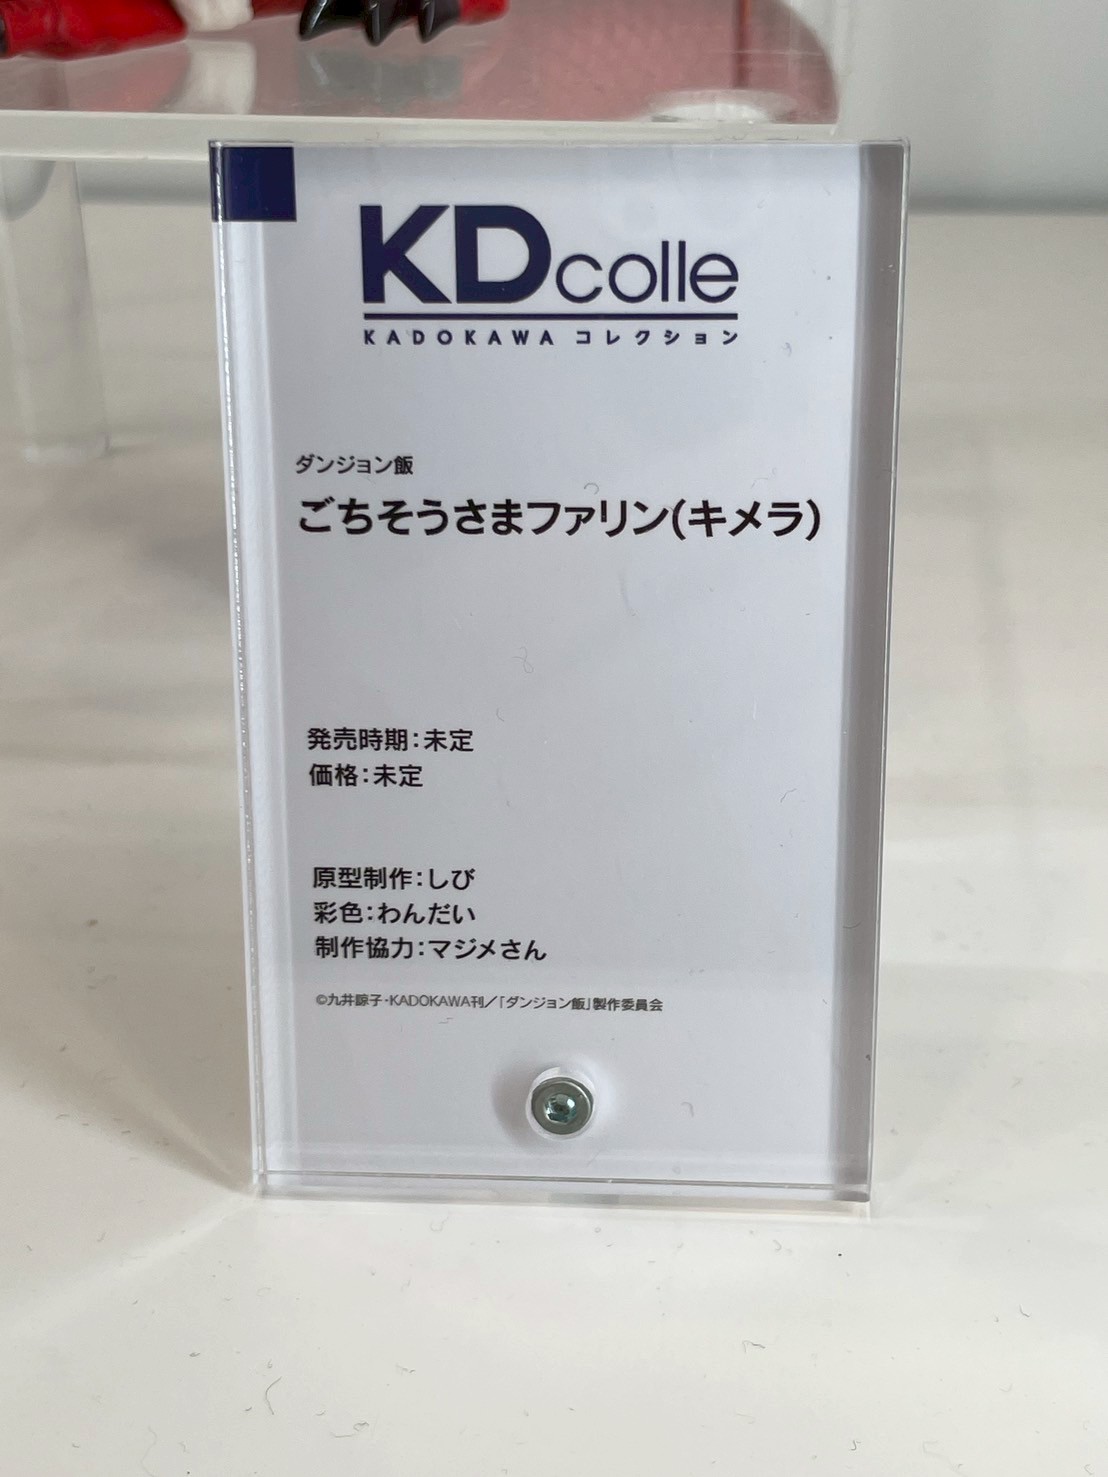 KDcolle
KADOKAWA コレクション
ダンジョン飯
ごちそうさまファリン(キメラ)
発売時期:未定
価格:未定
原型制作:しび
彩色:わんだい
制作協力:マジメさん
©九井諒子・KADOKAWA刊／「ダンジョン飯」製作委員会